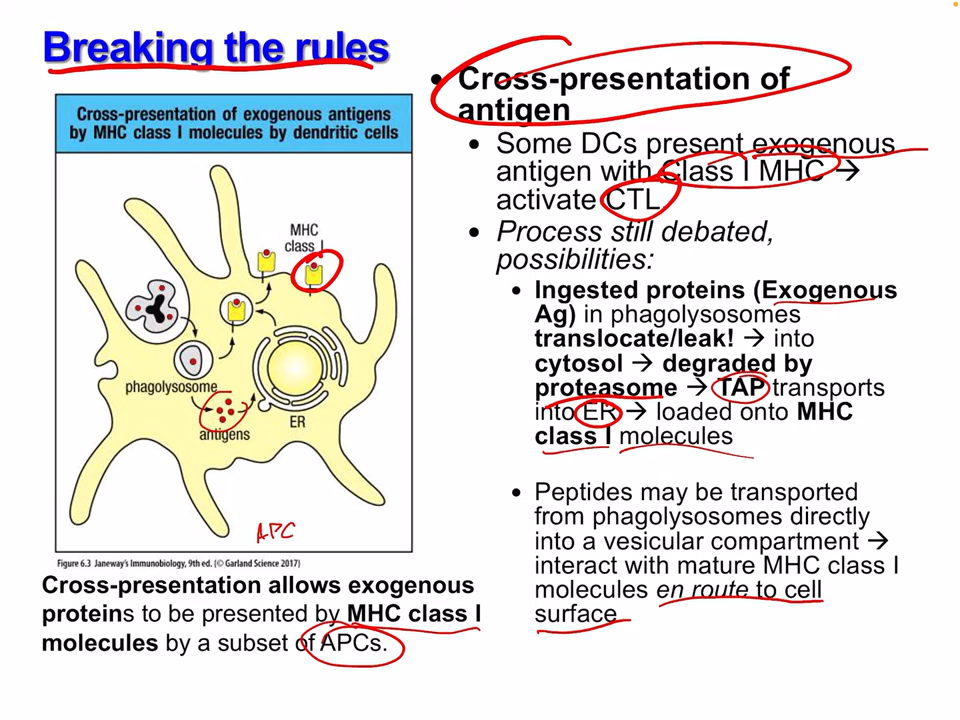 Breaking the rules
Cross-presentation of exogenous antigens
by MHC class I molecules by dendritic cells
MHC
class I
phagolysosome
antigens
ER
APC
Figure 6.3 Janeway's Immunobiology, 9th ed. (© Garland Science 2017)
Cross-presentation allows exogenous
proteins to be presented by MHC class I
molecules by a subset of APCs.
• Cross-presentation of
antigen
• Some DCs present exogenous
antigen with Class I MHC →
activate CTL.
• Process still debated,
possibilities:
• Ingested proteins (Exogenous
Ag) in phagolysosomes
translocate/leak! → into
cytosol → degraded by
proteasome → TAP transports
into ER → loaded onto MHC
class I molecules
• Peptides may be transported
from phagolysosomes directly
into a vesicular compartment →
interact with mature MHC class I
molecules en route to cell
surface